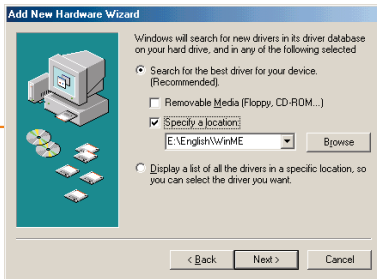 Add New Hardware Wizard
Windows will search for new drivers in its driver database
on your hard drive, and in any of the following selected
Search for the best driver for your device.
(Recommended).
Removable Media (Floppy, CD-ROM...)
Specify a location:
E:\English\WinME
Browse
Display a list of all the drivers in a specific location, so
you can select the driver you want.
< Back
Next >
Cancel